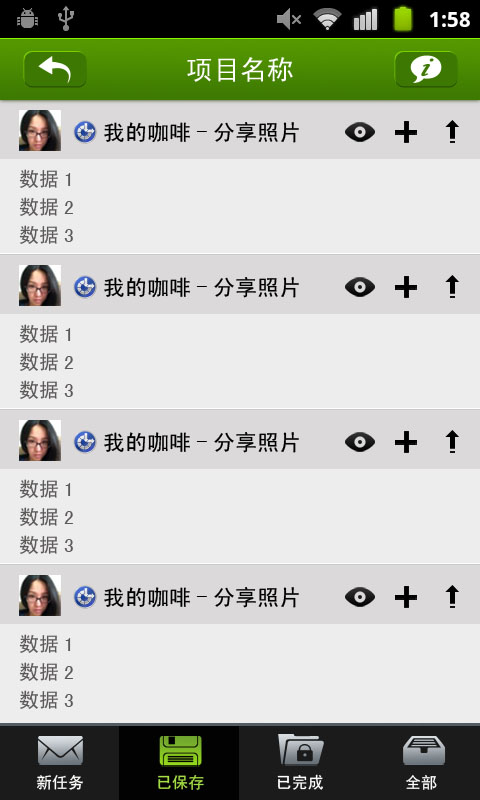 1:58
项目名称
我的咖啡 – 分享照片
数据 1
数据 2
数据 3
我的咖啡 – 分享照片
数据 1
数据 2
数据 3
我的咖啡 – 分享照片
数据 1
数据 2
数据 3
我的咖啡 – 分享照片
数据 1
数据 2
数据 3
新任务 已保存 已完成 全部